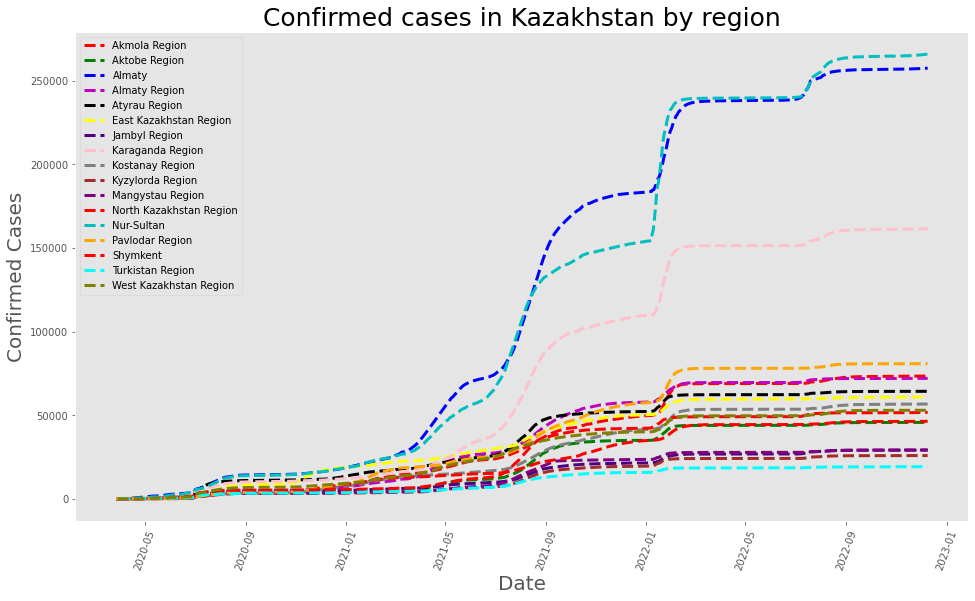 Confirmed cases in Kazakhstan by region
Akmola Region
Aktobe Region
Almaty
Almaty Region
Atyrau Region
East Kazakhstan Region
Jambyl Region
Karaganda Region
Kostanay Region
Kyzylorda Region
Mangystau Region
North Kazakhstan Region
Nur-Sultan
Pavlodar Region
Shymkent
Turkistan Region
West Kazakhstan Region
Confirmed Cases
250000
200000
150000
100000
50000
0
2020-05
2020-09
2021-01
2021-05
2021-09
2022-01
2022-05
2022-09
2023-01
Date